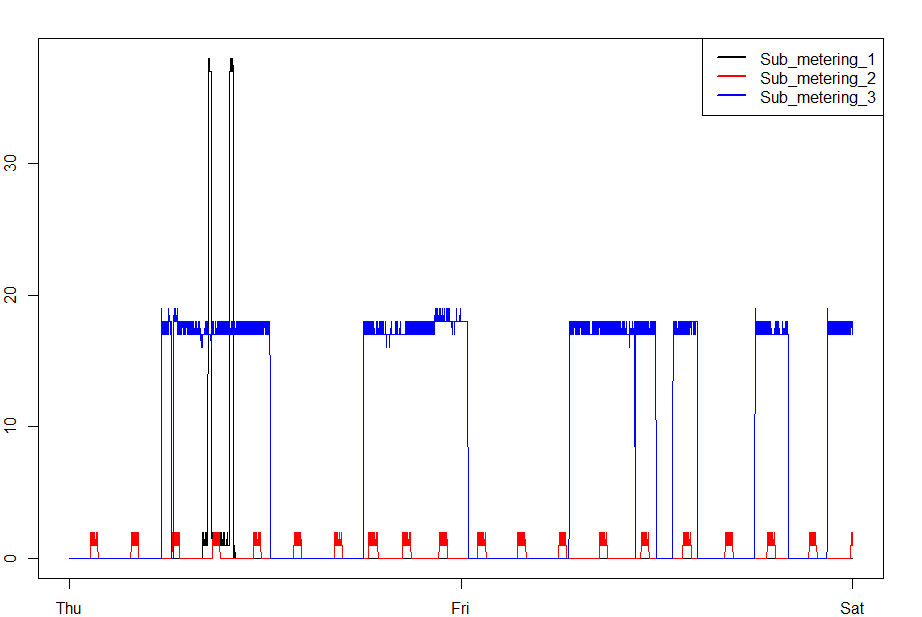 Sub_metering_1
Sub_metering_2
Sub_metering_3
30
20
10
0
Thu Fri Sat